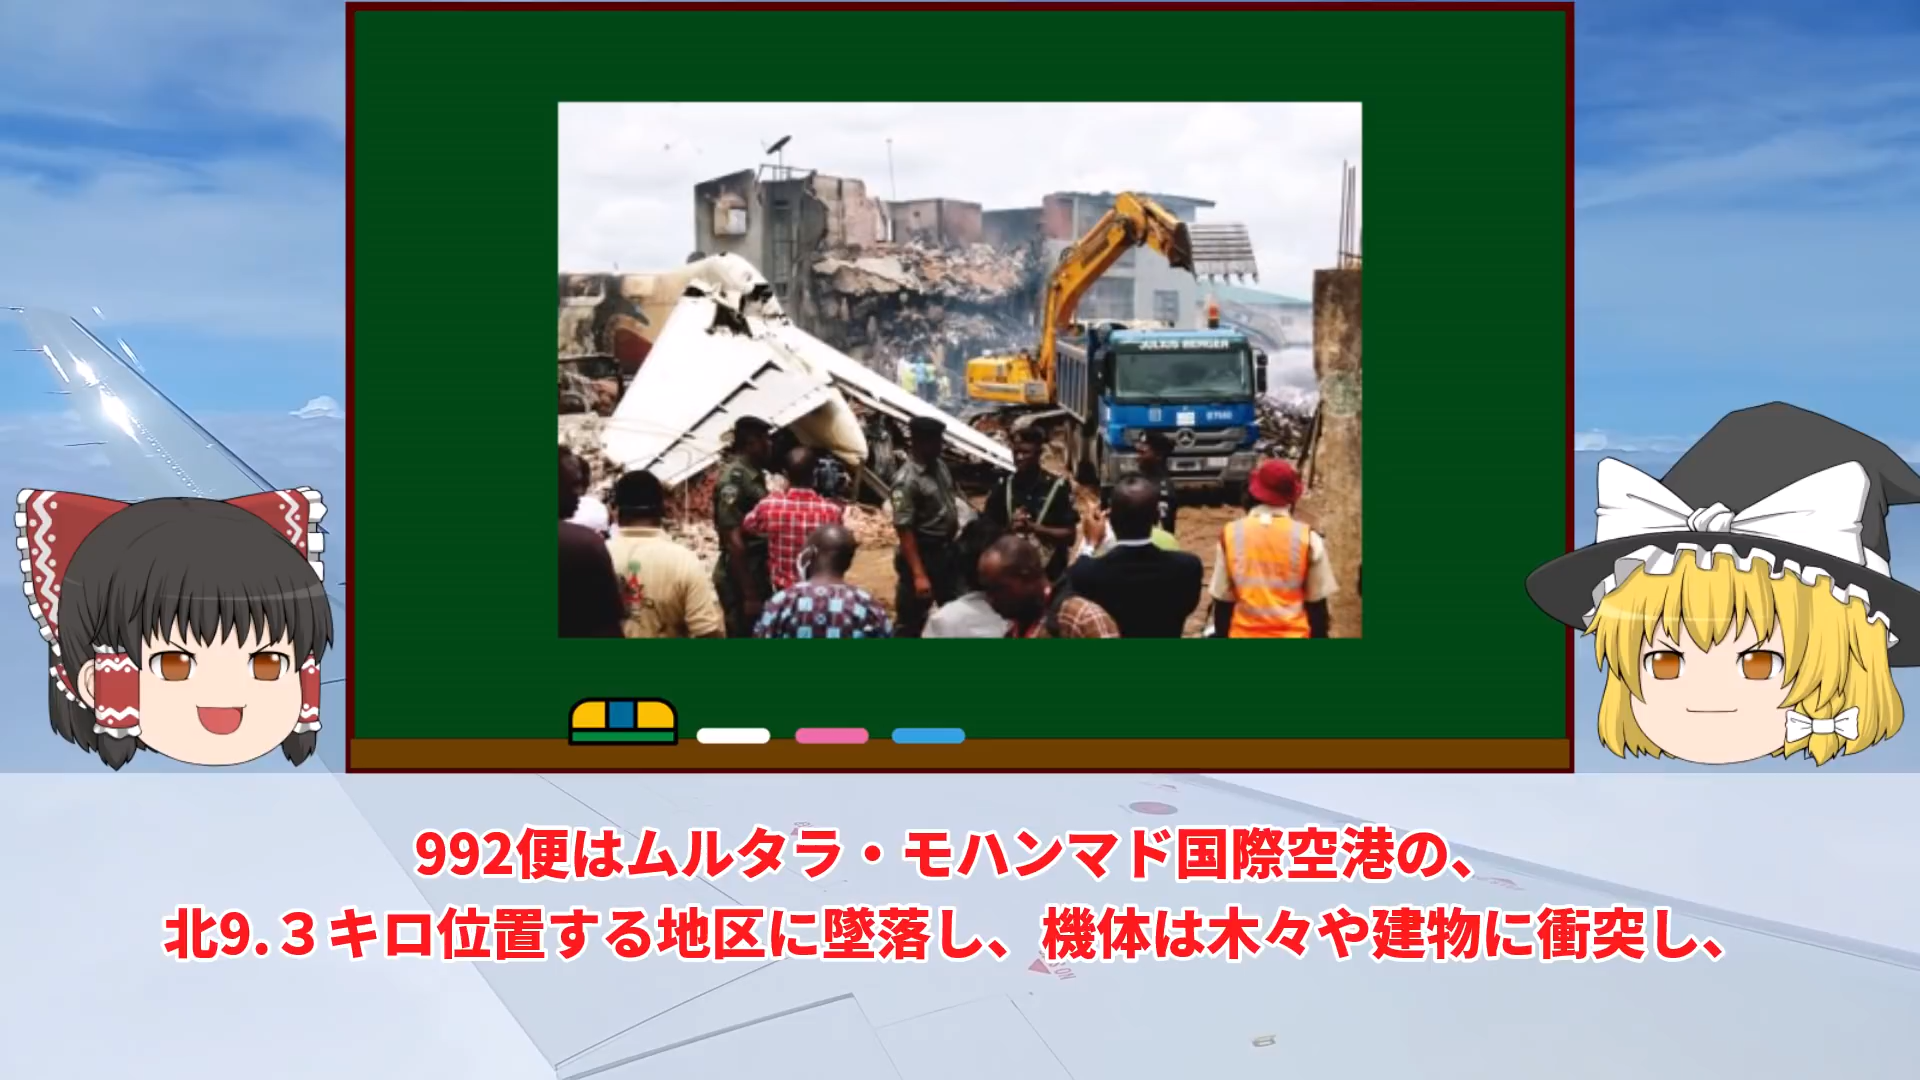 JULIUS BERGER
992便はムルタラ・モハンマド国際空港の、
北9.３キロ位置する地区に墜落し、機体は木々や建物に衝突し、